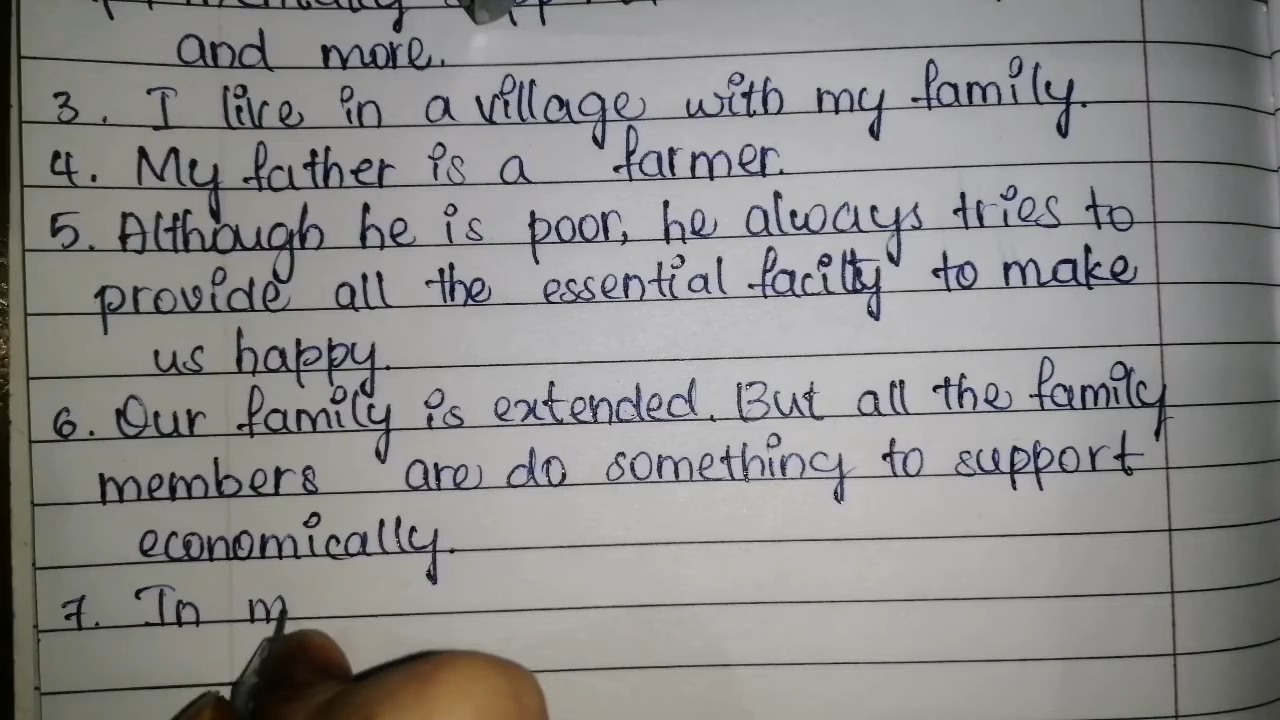 and more.
3. I live in a village with my family.
4. My father is a farmer.
5. Although he is poor, he always tries to
provide all the essential facilty to make
us happy.
6. Our family is extended. But all the family
members are do something to support
economically.
7. In m